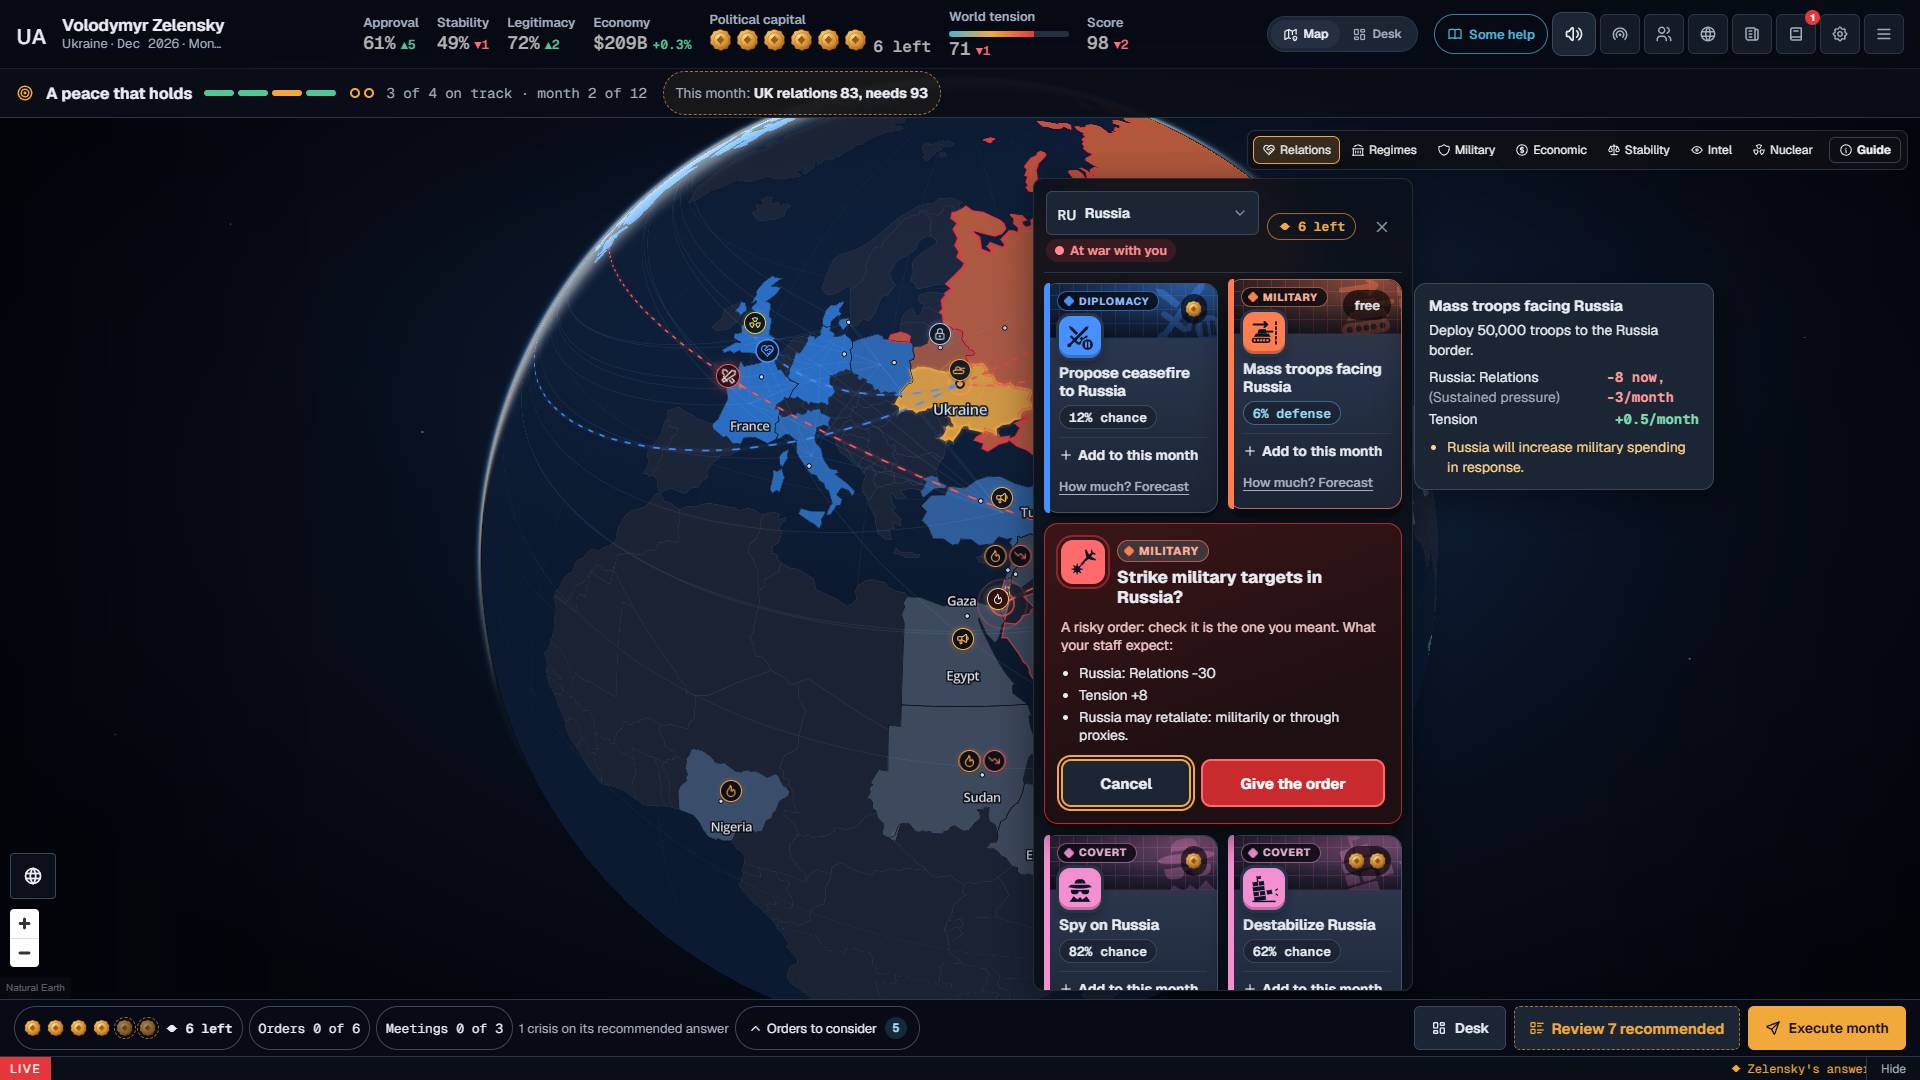 UA
Volodymyr Zelensky
Ukraine · Dec 2026 · Mon...
Approval
61% ▲5
Stability
49% ▼1
Legitimacy
72% ▲2
Economy
$209B +0.3%
Political capital
6 left
World tension
71 ▼1
Score
98 ▼2
Map
Desk
Some help
1
A peace that holds
3 of 4 on track · month 2 of 12
This month: UK relations 83, needs 93
Relations
Regimes
Military
Economic
Stability
Intel
Nuclear
Guide
RU Russia
6 left
At war with you
DIPLOMACY
Propose ceasefire
to Russia
12% chance
+ Add to this month
How much? Forecast
MILITARY
free
Mass troops facing
Russia
6% defense
+ Add to this month
How much? Forecast
Mass troops facing Russia
Deploy 50,000 troops to the Russia
border.
Russia: Relations -8 now,
(Sustained pressure) -3/month
Tension +0.5/month
• Russia will increase military spending
in response.
MILITARY
Strike military targets in
Russia?
A risky order: check it is the one you meant. What
your staff expect:
• Russia: Relations -30
• Tension +8
• Russia may retaliate: militarily or through
proxies.
Cancel
Give the order
COVERT
Spy on Russia
82% chance
+ Add to this month
COVERT
Destabilize Russia
62% chance
+ Add to this month
Ukraine
France
Tu
Gaza
Egypt
Sudan
E
Nigeria
+
−
Natural Earth
6 left
Orders 0 of 6
Meetings 0 of 3
1 crisis on its recommended answer
Orders to consider 5
Desk
Review 7 recommended
Execute month
LIVE
Zelensky's answe
Hide